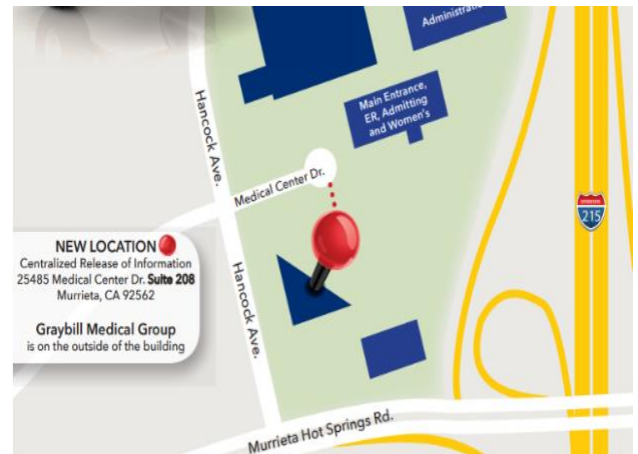 Administration
Main Entrance,
ER, Admitting
and Women's
Hancock Ave.
Medical Center Dr.
INTERSTATE
215
NEW LOCATION
Centralized Release of Information
25485 Medical Center Dr. Suite 208
Murrieta, CA 92562
Graybill Medical Group
is on the outside of the building
Hancock Ave.
Murrieta Hot Springs Rd.